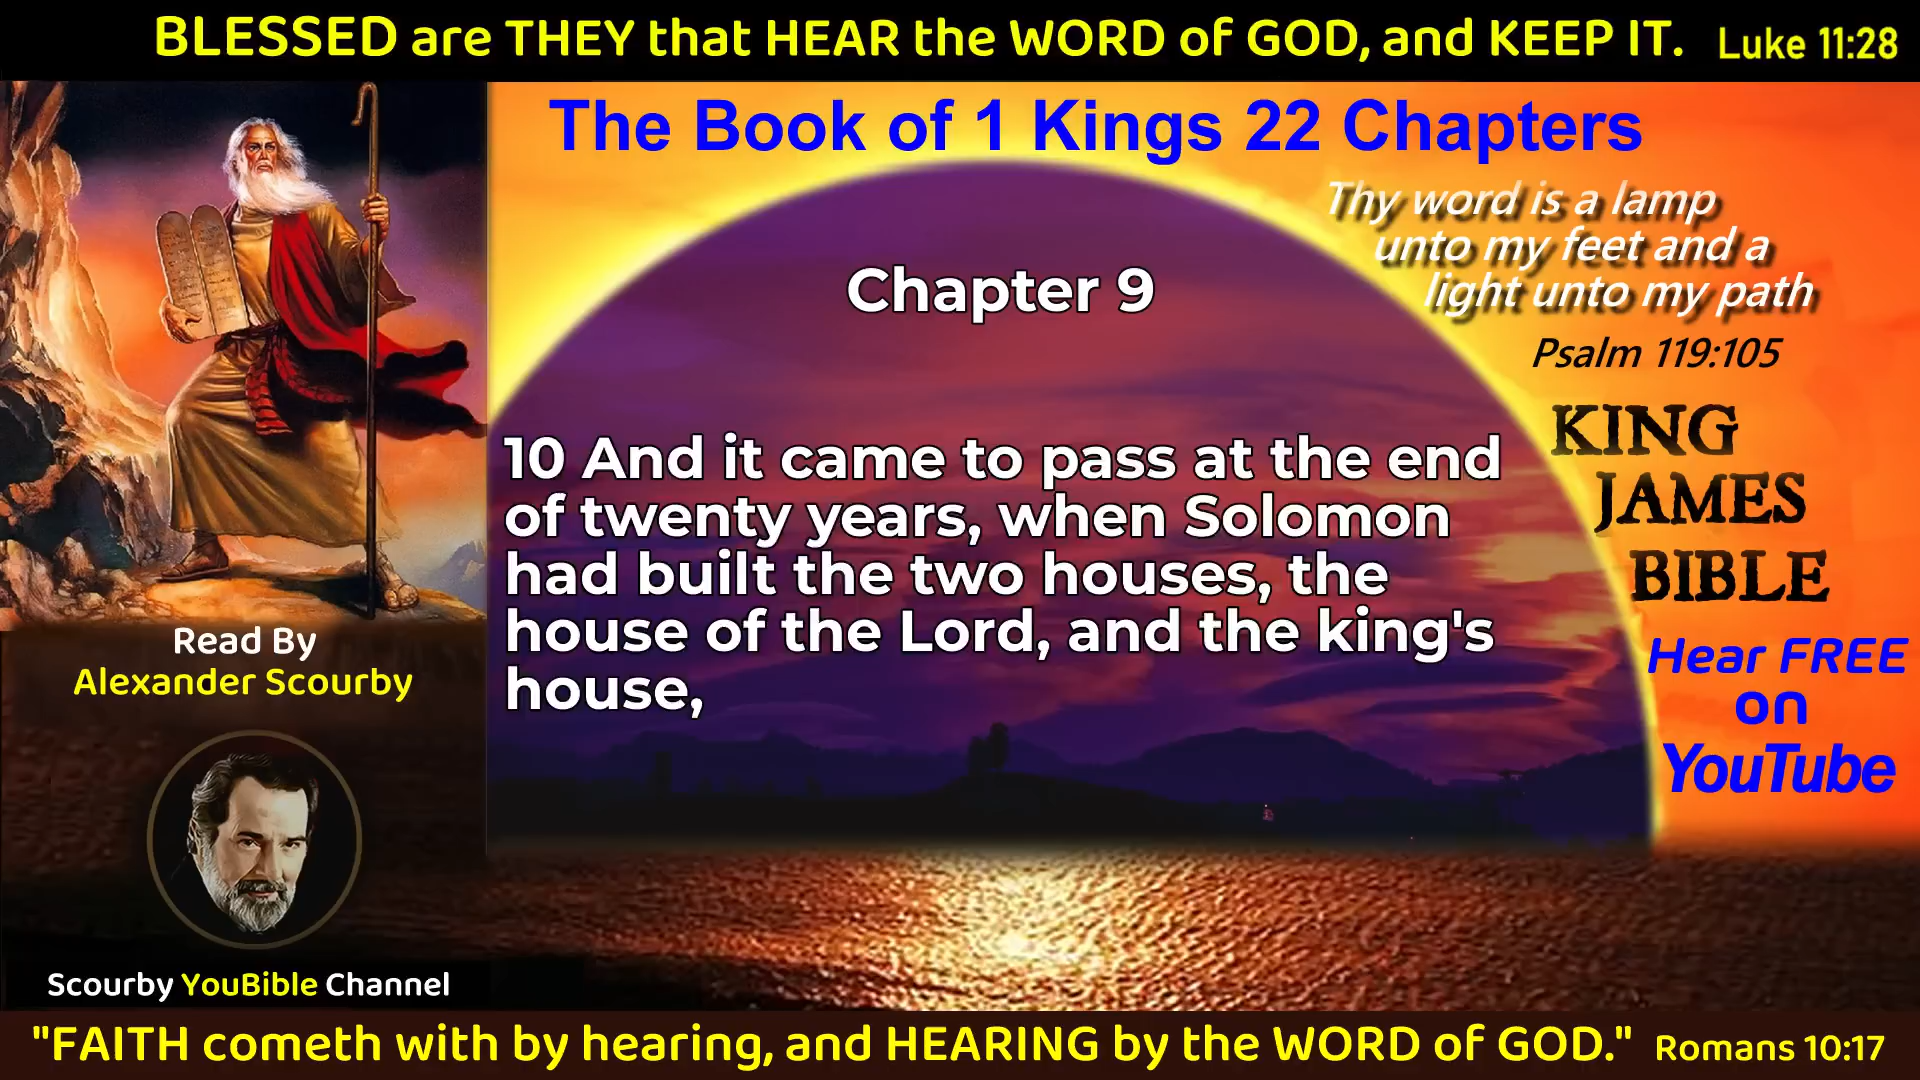 BLESSED are THEY that HEAR the WORD of GOD, and KEEP IT. Luke 11:28
The Book of 1 Kings 22 Chapters
Thy word is a lamp
unto my feet and a
light unto my path
Psalm 119:105
Chapter 9
10 And it came to pass at the end
of twenty years, when Solomon
had built the two houses, the
house of the Lord, and the king's
house,
KING
JAMES
BIBLE
Hear FREE
on
YouTube
Read By
Alexander Scourby
Scourby YouBible Channel
"FAITH cometh with by hearing, and HEARING by the WORD of GOD." Romans 10:17